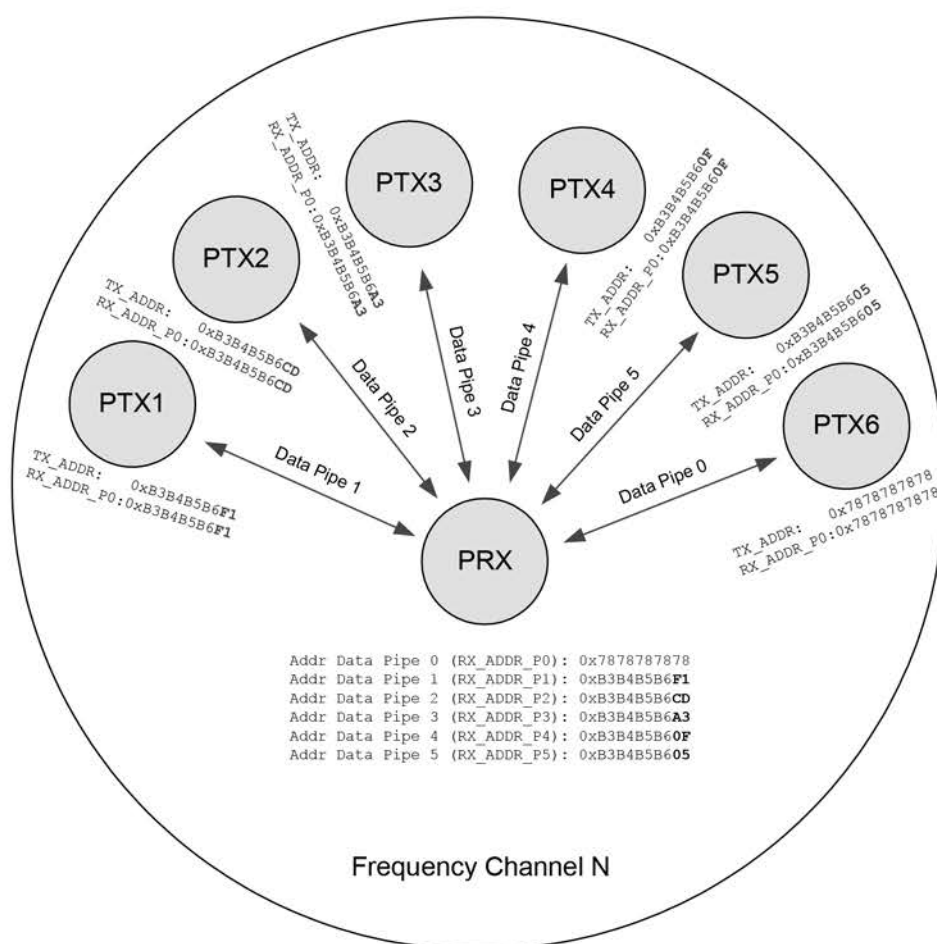 PTX3
PTX4
TX_ADDR: 0xB3B4B5B6A3
RX_ADDR_P0:0xB3B4B5B6A3
TX_ADDR: 0xB3B4B5B60F
RX_ADDR_P0:0xB3B4B5B60F
PTX2
PTX5
TX_ADDR: 0xB3B4B5B6CD
RX_ADDR_P0:0xB3B4B5B6CD
TX_ADDR: 0xB3B4B5B605
RX_ADDR_P0:0xB3B4B5B605
PTX1
PTX6
Data Pipe 1
Data Pipe 2
Data Pipe 3
Data Pipe 4
Data Pipe 5
Data Pipe 0
TX_ADDR: 0xB3B4B5B6F1
RX_ADDR_P0:0xB3B4B5B6F1
TX_ADDR: 0x7878787878
RX_ADDR_P0:0x7878787878
PRX
Addr Data Pipe 0 (RX_ADDR_P0): 0x7878787878
Addr Data Pipe 1 (RX_ADDR_P1): 0xB3B4B5B6F1
Addr Data Pipe 2 (RX_ADDR_P2): 0xB3B4B5B6CD
Addr Data Pipe 3 (RX_ADDR_P3): 0xB3B4B5B6A3
Addr Data Pipe 4 (RX_ADDR_P4): 0xB3B4B5B60F
Addr Data Pipe 5 (RX_ADDR_P5): 0xB3B4B5B605
Frequency Channel N